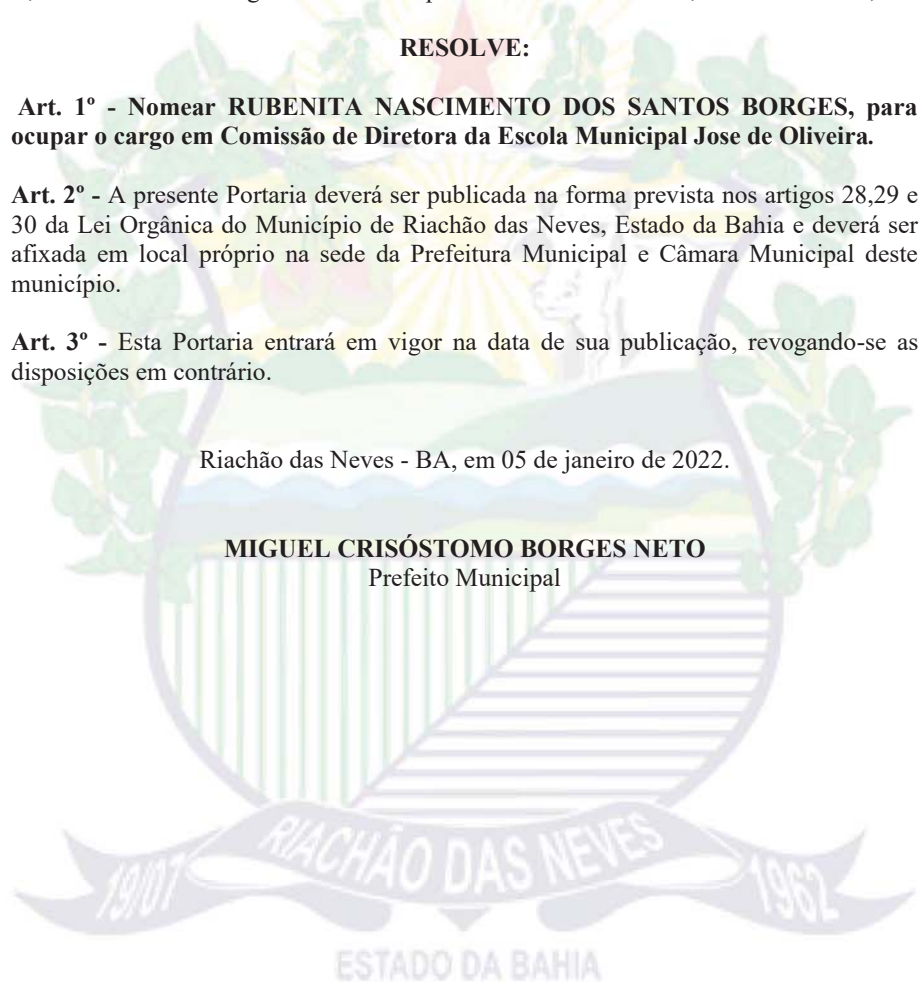 RESOLVE:
Art. 1º - Nomear RUBENITA NASCIMENTO DOS SANTOS BORGES, para
ocupar o cargo em Comissão de Diretora da Escola Municipal Jose de Oliveira.
Art. 2º - A presente Portaria deverá ser publicada na forma prevista nos artigos 28,29 e
30 da Lei Orgânica do Município de Riachão das Neves, Estado da Bahia e deverá ser
afixada em local próprio na sede da Prefeitura Municipal e Câmara Municipal deste
município.
Art. 3º - Esta Portaria entrará em vigor na data de sua publicação, revogando-se as
disposições em contrário.
Riachão das Neves - BA, em 05 de janeiro de 2022.
MIGUEL CRISÓSTOMO BORGES NETO
Prefeito Municipal
19/07 RIACHÃO DAS NEVES 1962
ESTADO DA BAHIA